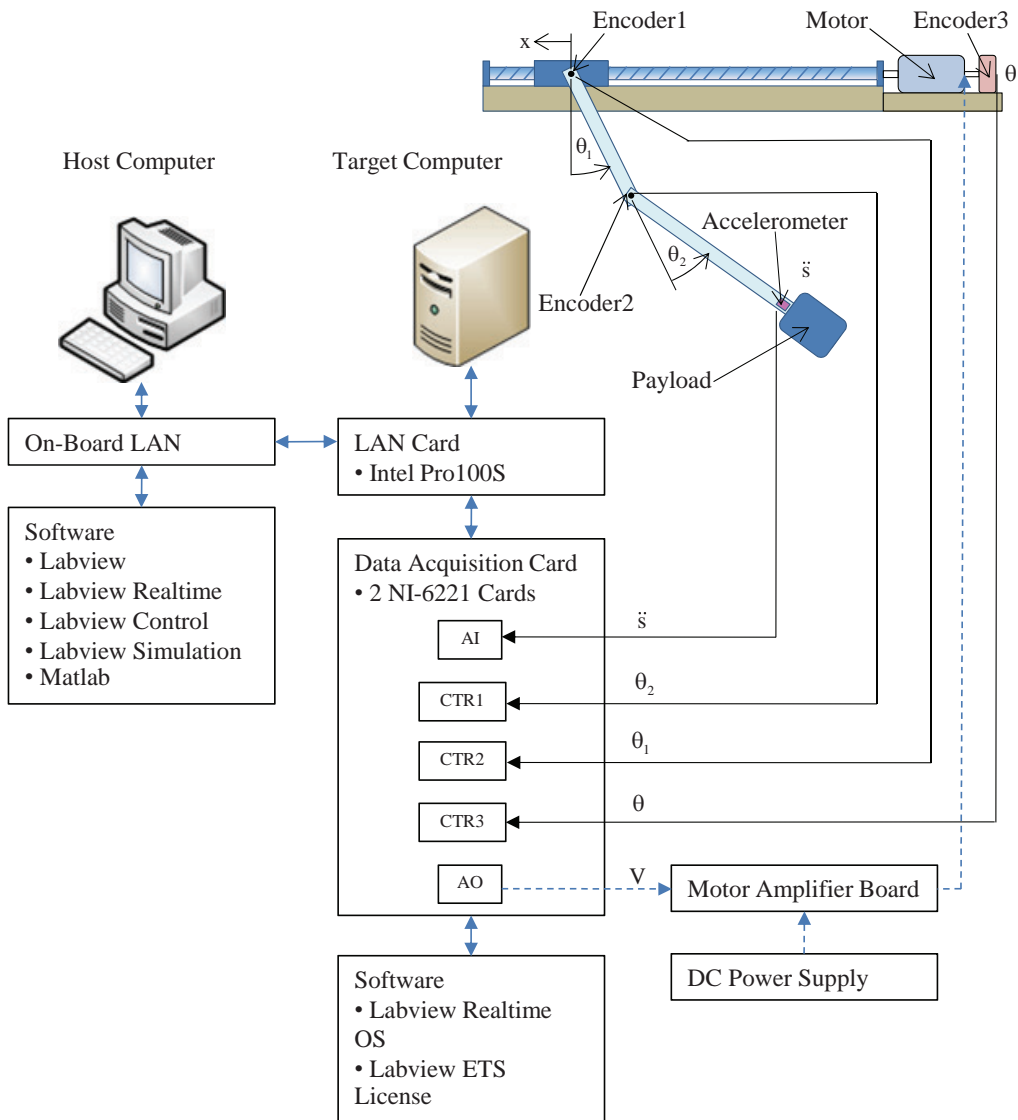 Encoder1
Motor
Encoder3
x
θ
Host Computer
Target Computer
θ₁
Accelerometer
θ₂
s̈
Encoder2
Payload
On-Board LAN
LAN Card
• Intel Pro100S
Software
• Labview
• Labview Realtime
• Labview Control
• Labview Simulation
• Matlab
Data Acquisition Card
• 2 NI-6221 Cards
AI
s̈
CTR1
θ₂
CTR2
θ₁
CTR3
θ
AO
V
Motor Amplifier Board
DC Power Supply
Software
• Labview Realtime
OS
• Labview ETS
License